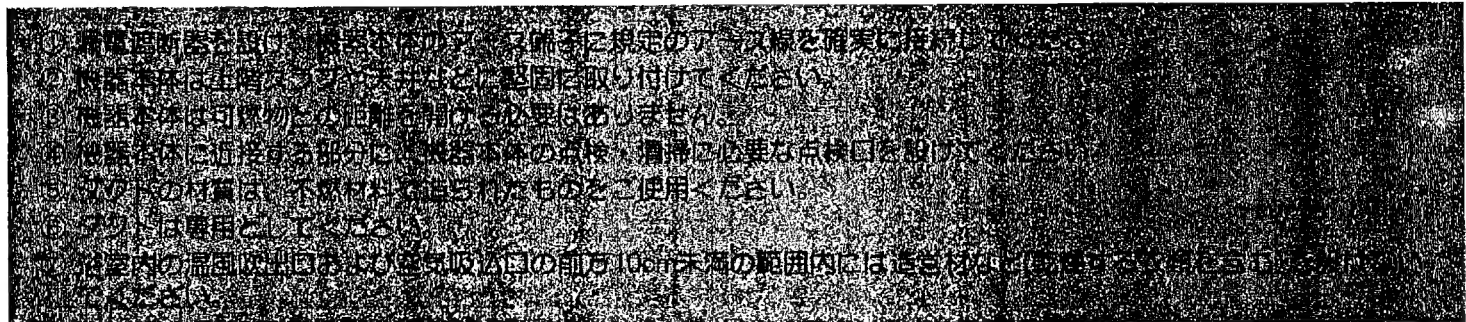 ① 漏電遮断器を設け、機器本体のアース端子に規定のアース線を確実に接続してください。
② 機器本体は上階スラブや天井などに堅固に取り付けてください。
③ 機器本体は可燃物との距離を開ける必要はありません。
④ 機器本体に近接する部分に、機器本体の点検・清掃に必要な点検口を設けてください。
⑤ ダクトの材質は、不燃材料で造られたものをご使用ください。
⑥ ダクトは専用としてください。
⑦ 浴室内の温風吹出口および空気吸込口の前方10cm未満の範囲内には造営材など
てください。